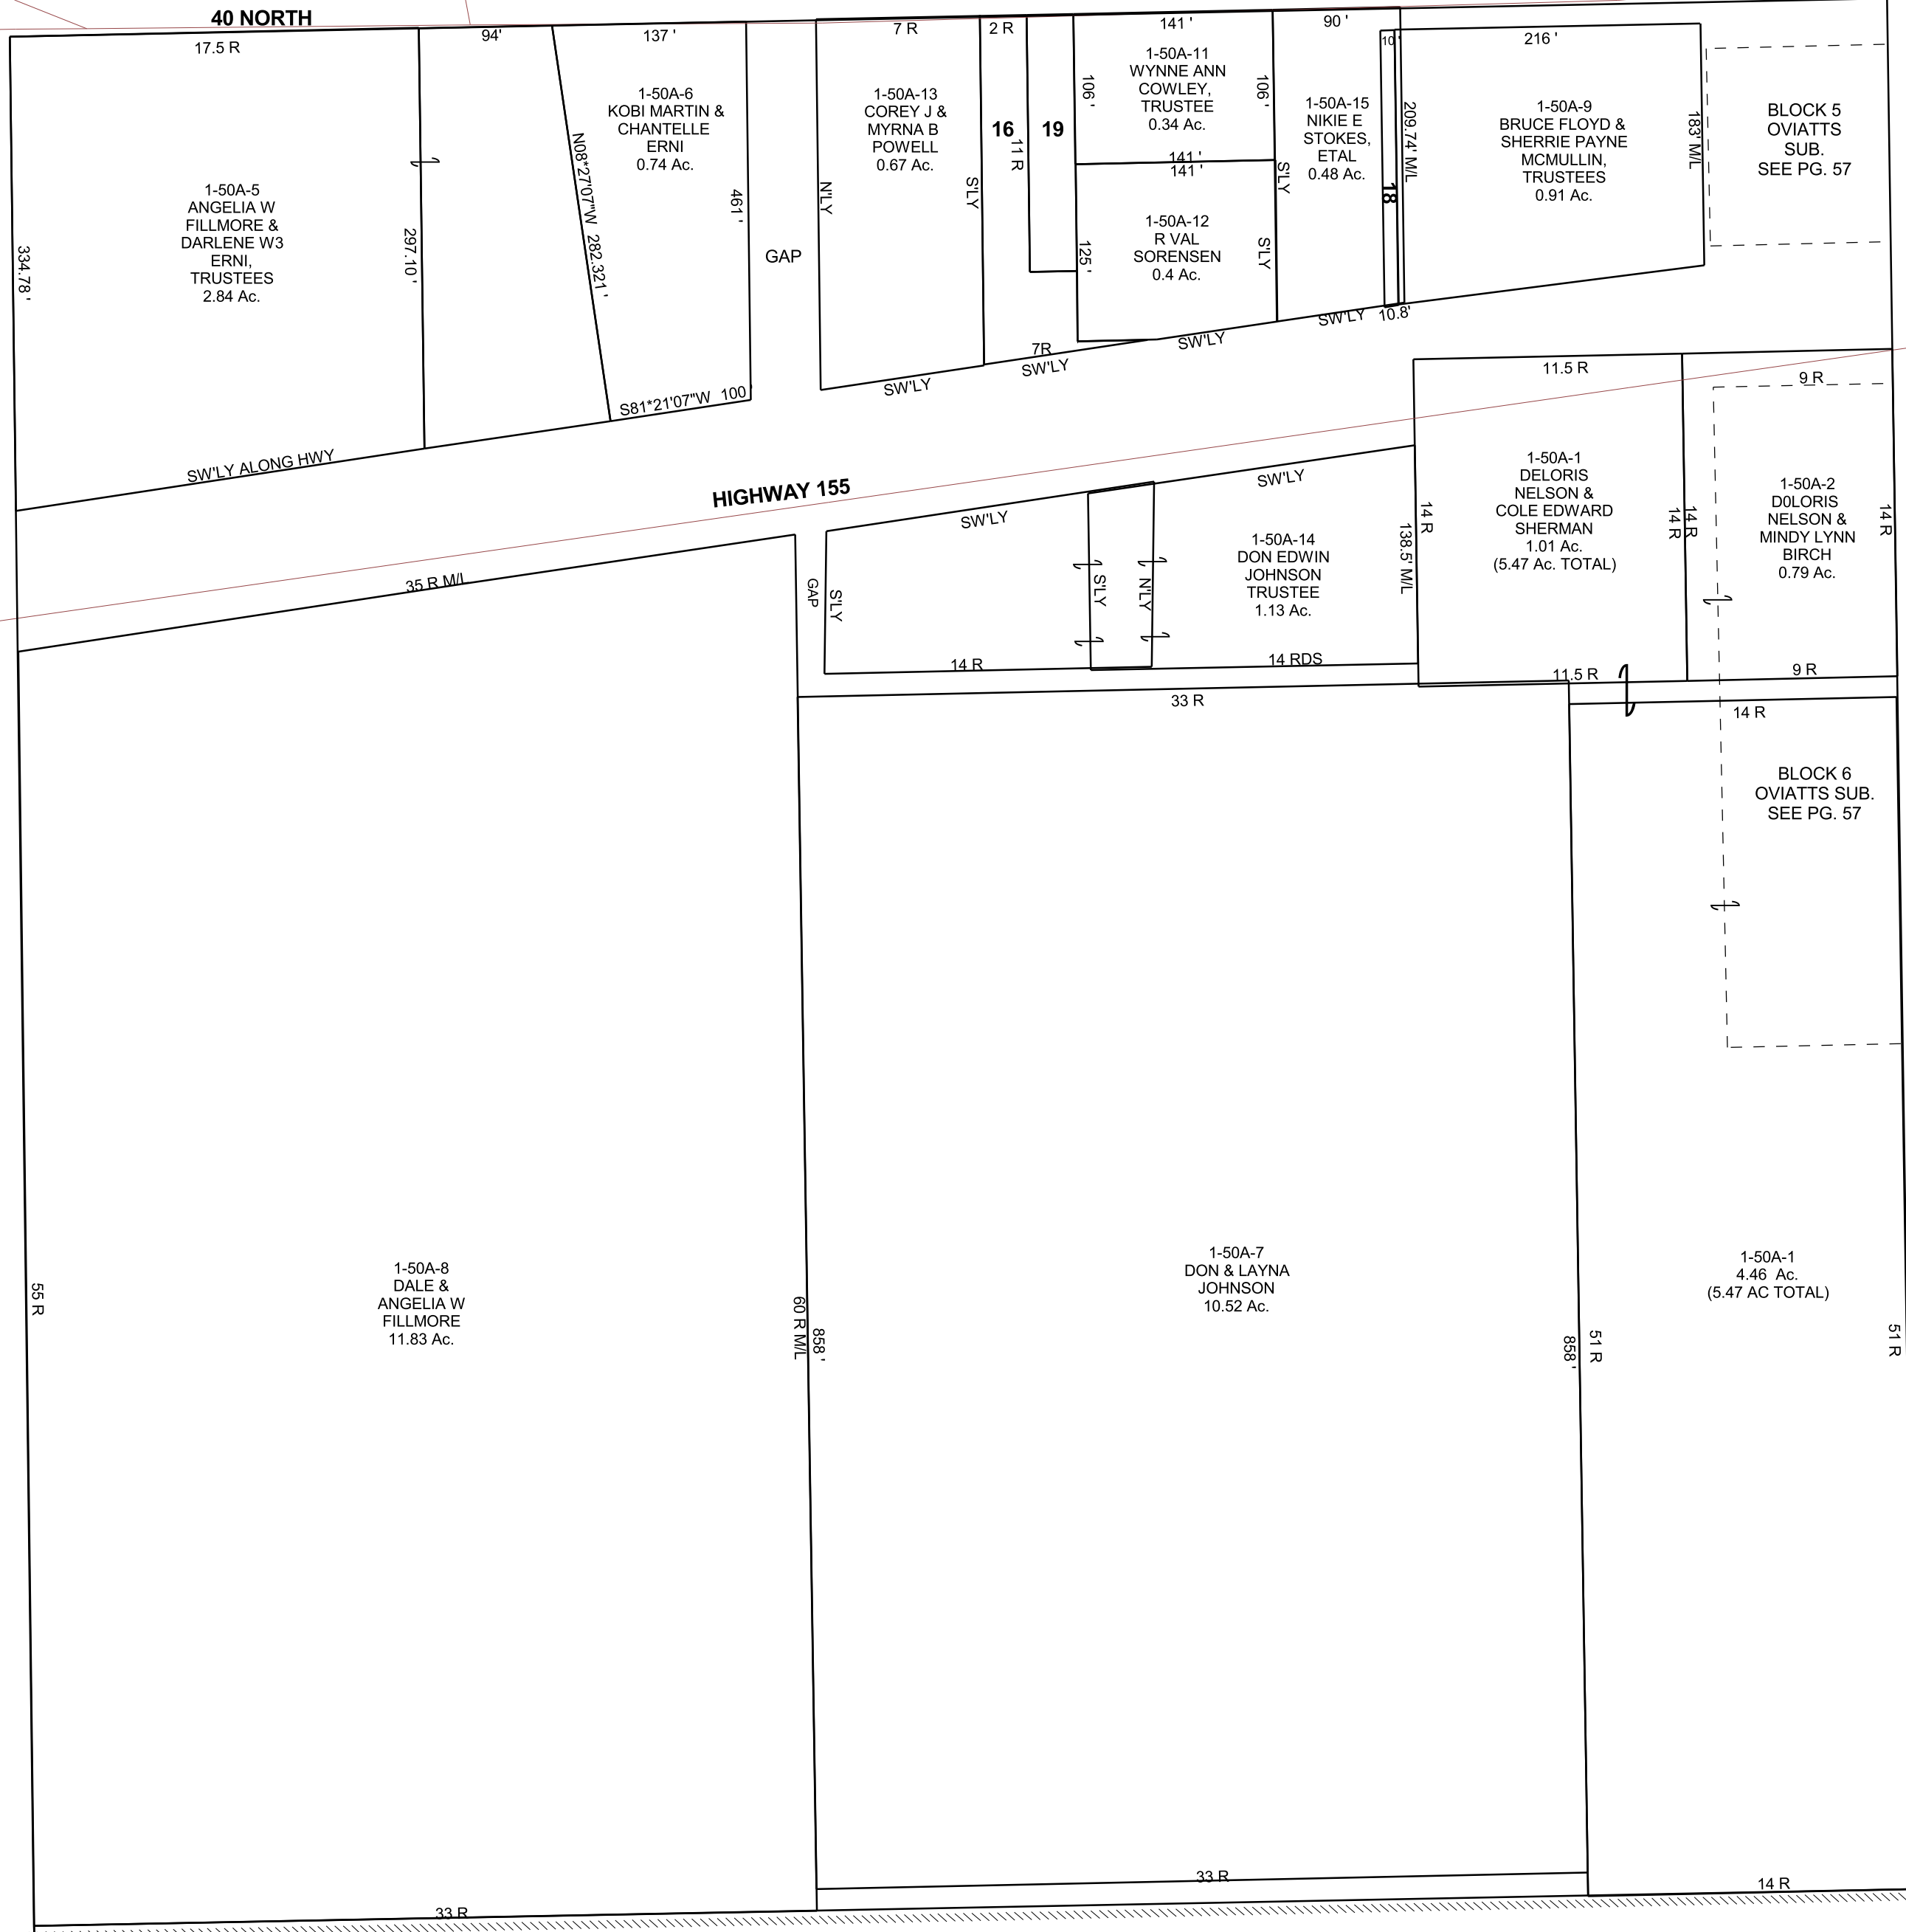 40 NORTH
17.5 R
94'
137 '
7 R
2 R
141 '
90 '
10 '
216 '
1-50A-5
ANGELIA W
FILLMORE &
DARLENE W3
ERNI,
TRUSTEES
2.84 Ac.
334.78 '
297.10 '
SW'LY ALONG HWY
N08*27'07"W  282.321 '
1-50A-6
KOBI MARTIN &
CHANTELLE
ERNI
0.74 Ac.
461 '
S81*21'07"W  100
GAP
N'LY
1-50A-13
COREY J &
MYRNA B
POWELL
0.67 Ac.
S'LY
SW'LY
16
11 R
19
7R
SW'LY
106 '
1-50A-11
WYNNE ANN
COWLEY,
TRUSTEE
0.34 Ac.
106 '
141 '
141 '
125 '
1-50A-12
R VAL
SORENSEN
0.4 Ac.
S'LY
SW'LY
S'LY
1-50A-15
NIKIE E
STOKES,
ETAL
0.48 Ac.
SW'LY
18
10.8'
209.74' M/L
1-50A-9
BRUCE FLOYD &
SHERRIE PAYNE
MCMULLIN,
TRUSTEES
0.91 Ac.
183' M/L
BLOCK 5
OVIATTS
SUB.
SEE PG. 57
HIGHWAY 155
35 R M/L
GAP
S'LY
SW'LY
14 R
S'LY
N'LY
SW'LY
1-50A-14
DON EDWIN
JOHNSON
TRUSTEE
1.13 Ac.
14 RDS
138.5' M/L
14 R
11.5 R
1-50A-1
DELORIS
NELSON &
COLE EDWARD
SHERMAN
1.01 Ac.
(5.47 Ac. TOTAL)
14 R
14 R
11.5 R
9 R
1-50A-2
D0LORIS
NELSON &
MINDY LYNN
BIRCH
0.79 Ac.
14 R
9 R
33 R
14 R
BLOCK 6
OVIATTS SUB.
SEE PG. 57
55 R
1-50A-8
DALE &
ANGELIA W
FILLMORE
11.83 Ac.
60 R M/L
858 '
1-50A-7
DON & LAYNA
JOHNSON
10.52 Ac.
858 '
51 R
1-50A-1
4.46  Ac.
(5.47 AC TOTAL)
51 R
33 R
33 R
14 R